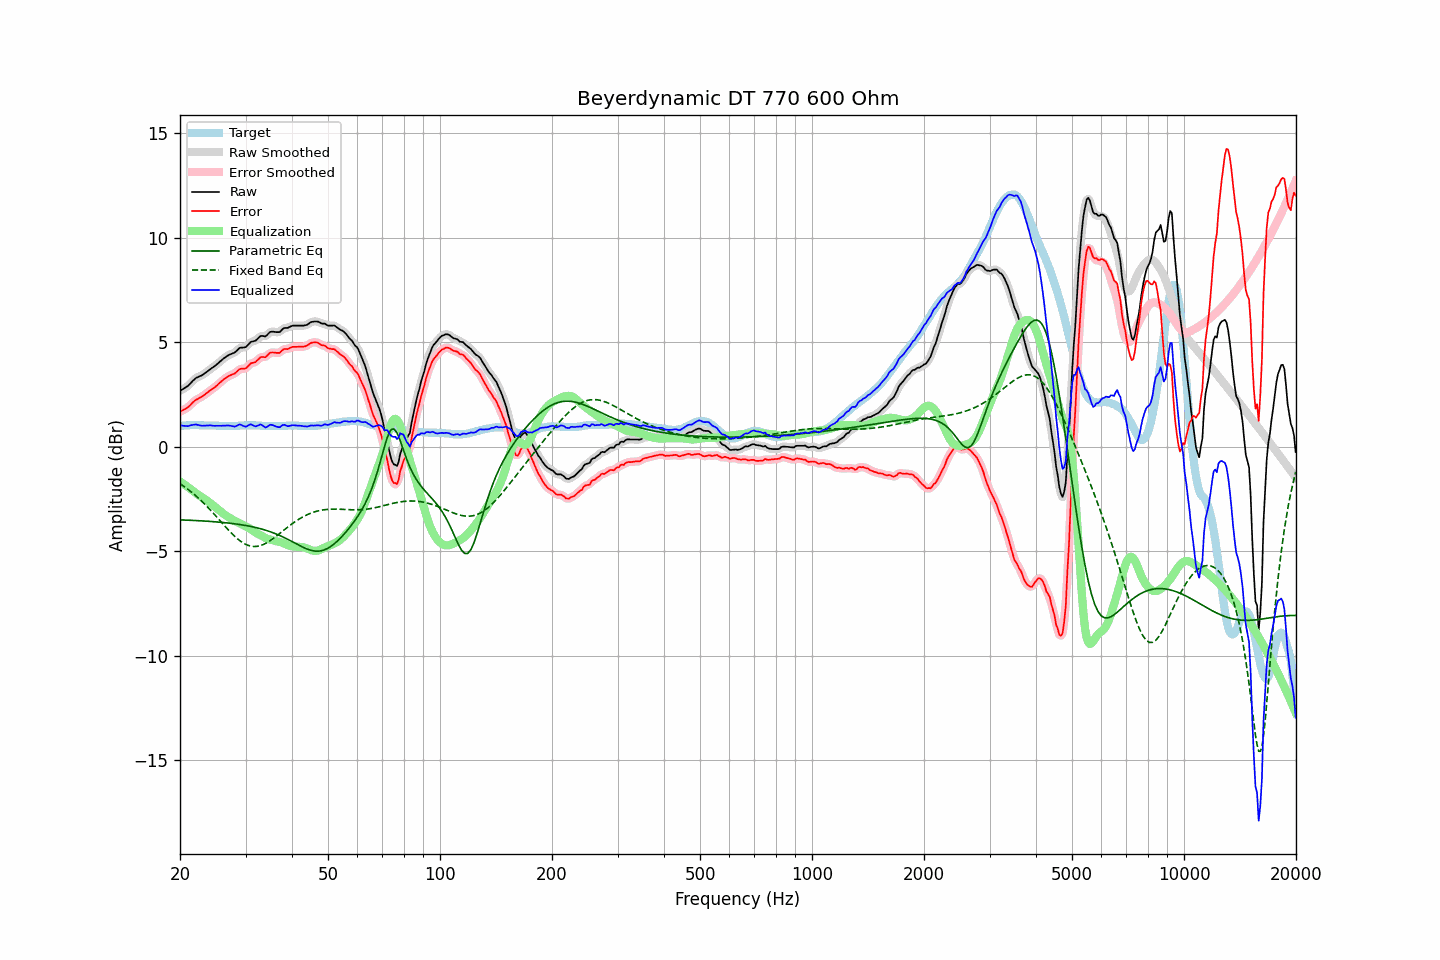 Beyerdynamic DT 770 600 Ohm
15
10
5
0
−5
−10
−15
Amplitude (dBr)
Target
Raw Smoothed
Error Smoothed
Raw
Error
Equalization
Parametric Eq
Fixed Band Eq
Equalized
20 50 100 200 500 1000 2000 5000 10000 20000
Frequency (Hz)